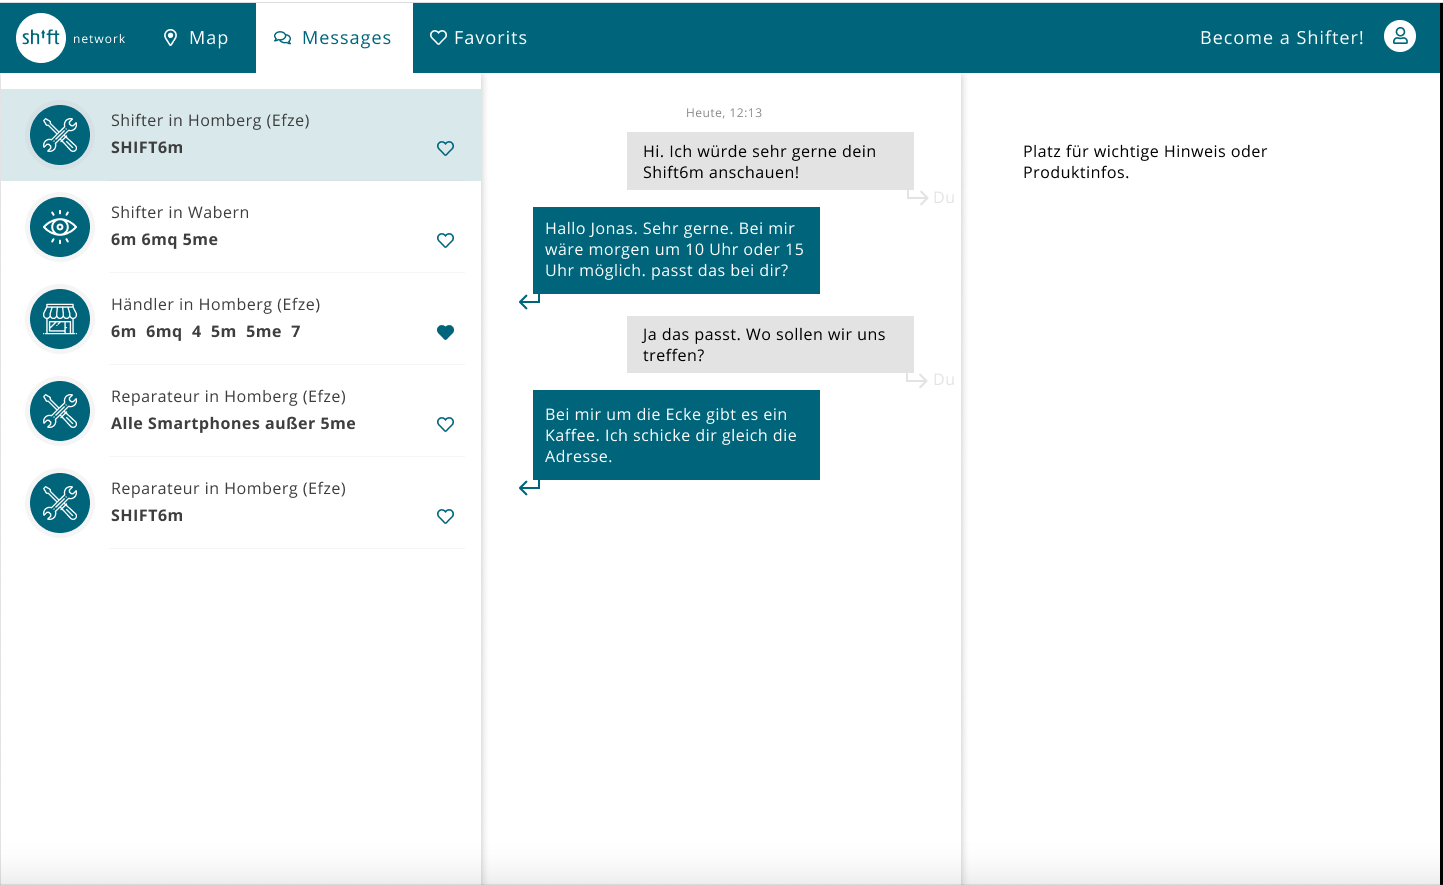 shift network
Map
Messages
Favorits
Become a Shifter!
Shifter in Homberg (Efze)
SHIFT6m
Shifter in Wabern
6m 6mq 5me
Händler in Homberg (Efze)
6m 6mq 4 5m 5me 7
Reparateur in Homberg (Efze)
Alle Smartphones außer 5me
Reparateur in Homberg (Efze)
SHIFT6m
Heute, 12:13
Hi. Ich würde sehr gerne dein
Shift6m anschauen!
Du
Hallo Jonas. Sehr gerne. Bei mir
wäre morgen um 10 Uhr oder 15
Uhr möglich. passt das bei dir?
Ja das passt. Wo sollen wir uns
treffen?
Du
Bei mir um die Ecke gibt es ein
Kaffee. Ich schicke dir gleich die
Adresse.
Platz für wichtige Hinweis oder
Produktinfos.